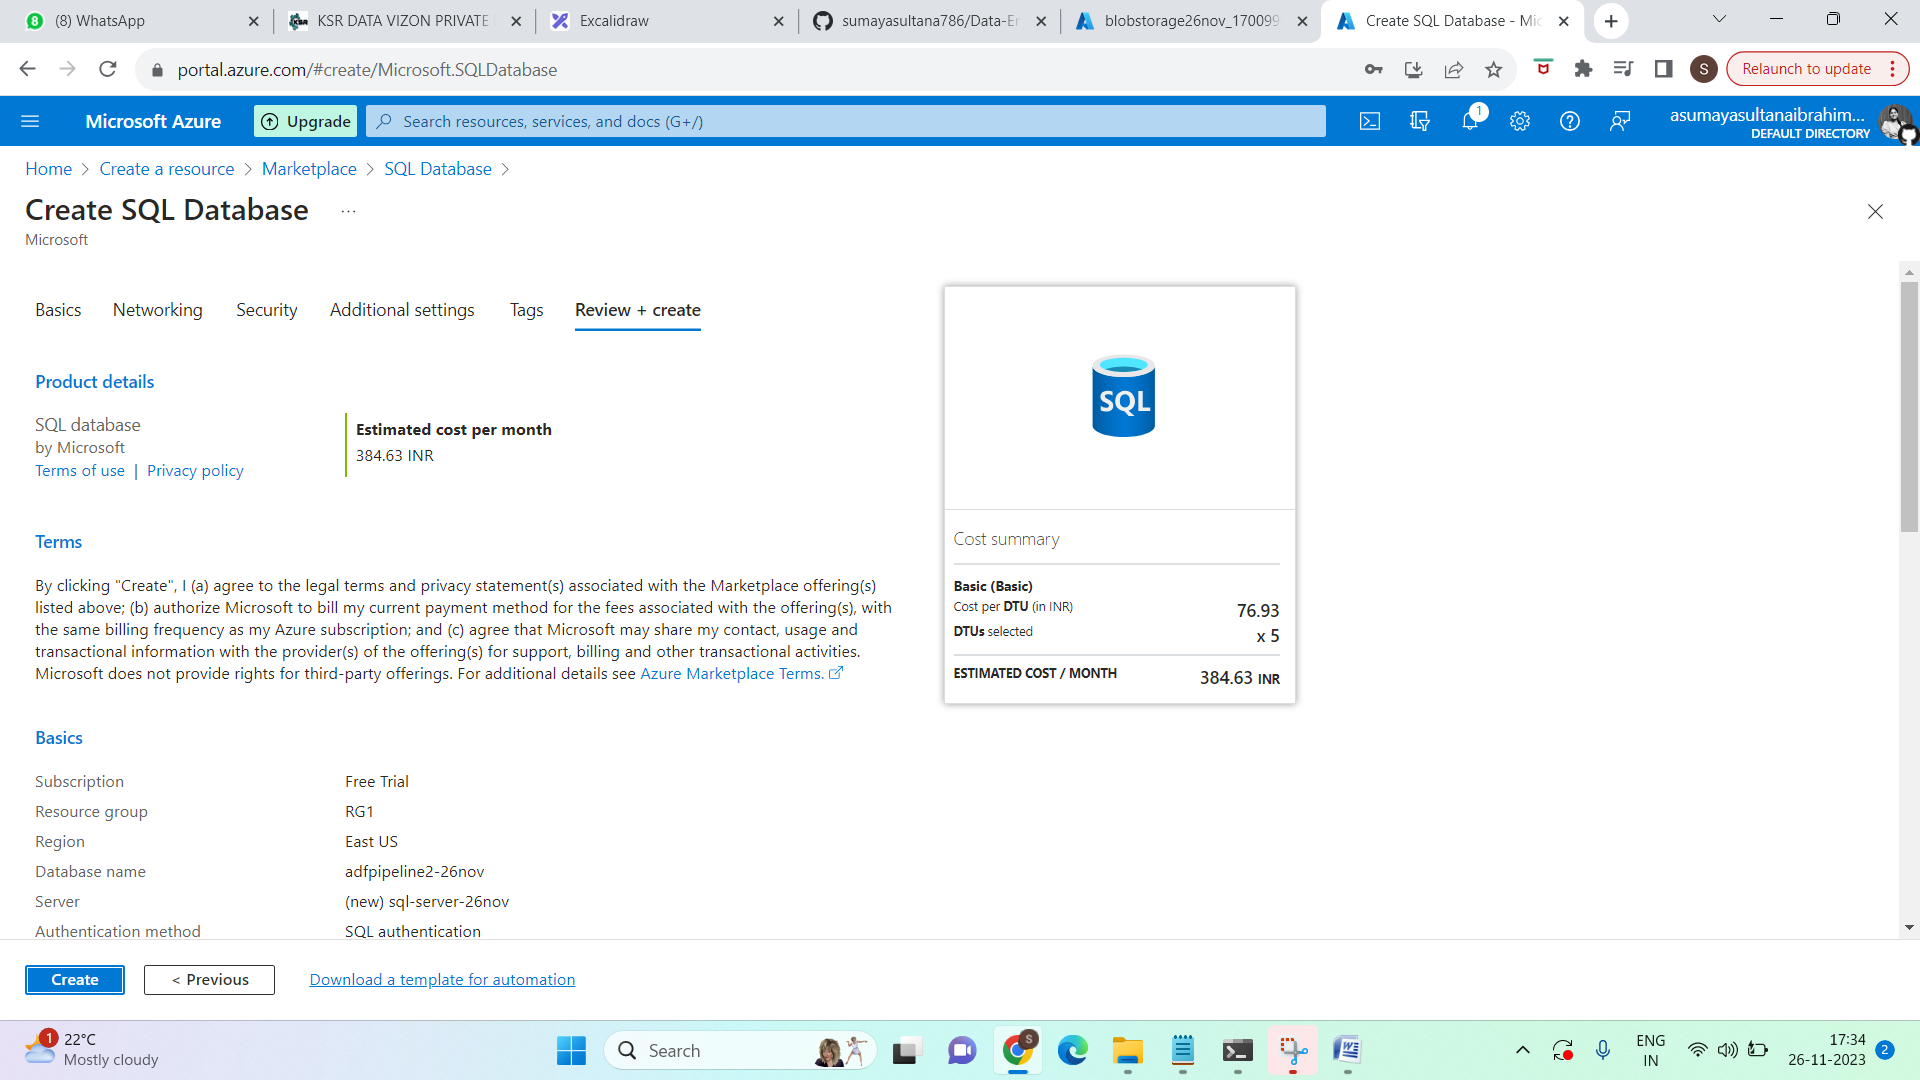 (8) WhatsApp
KSR DATA VIZON PRIVATE
Excalidraw
sumayasultana786/Data-En
blobstorage26nov_170099
Create SQL Database - Mic
portal.azure.com/#create/Microsoft.SQLDatabase
S
Relaunch to update
Microsoft Azure
Upgrade
Search resources, services, and docs (G+/)
1
asumayasultanaibrahim...
DEFAULT DIRECTORY
Home > Create a resource > Marketplace > SQL Database >
Create SQL Database ...
Microsoft
Basics
Networking
Security
Additional settings
Tags
Review + create
Product details
SQL database
by Microsoft
Terms of use | Privacy policy
Estimated cost per month
384.63 INR
Terms
By clicking "Create", I (a) agree to the legal terms and privacy statement(s) associated with the Marketplace offering(s)
listed above; (b) authorize Microsoft to bill my current payment method for the fees associated with the offering(s), with
the same billing frequency as my Azure subscription; and (c) agree that Microsoft may share my contact, usage and
transactional information with the provider(s) of the offering(s) for support, billing and other transactional activities.
Microsoft does not provide rights for third-party offerings. For additional details see Azure Marketplace Terms.
Basics
Subscription Free Trial
Resource group RG1
Region East US
Database name adfpipeline2-26nov
Server (new) sql-server-26nov
Authentication method SQL authentication
SQL
Cost summary
Basic (Basic)
Cost per DTU (in INR) 76.93
DTUs selected x 5
ESTIMATED COST / MONTH 384.63 INR
Create
< Previous
Download a template for automation
1
22°C
Mostly cloudy
Search
S
ENG
IN
17:34
26-11-2023
2